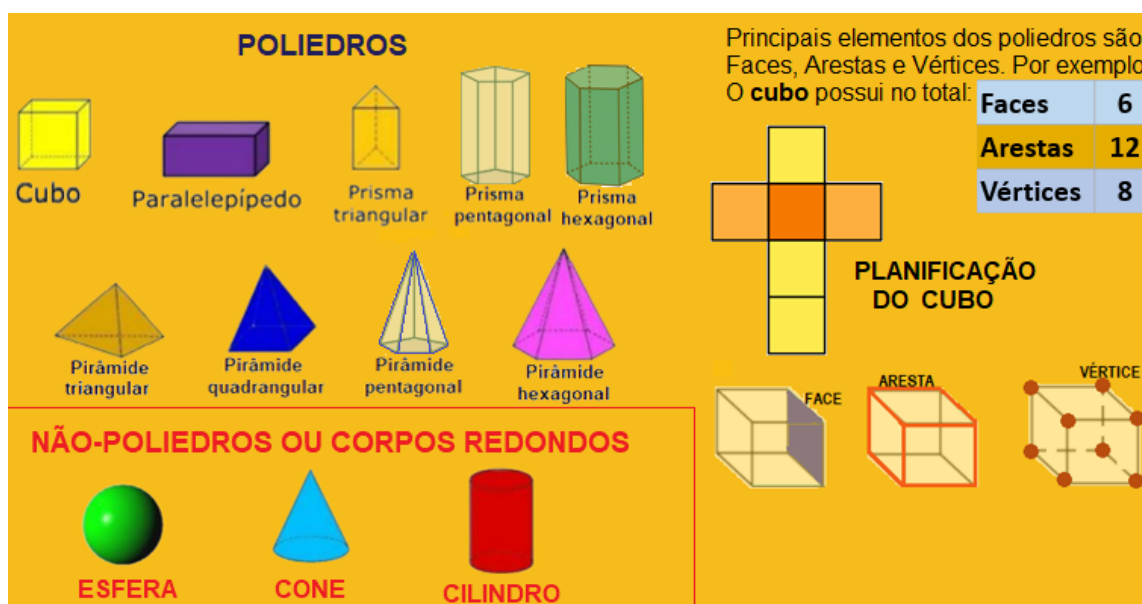 POLIEDROS
Cubo
Paralelepípedo
Prisma
triangular
Prisma
pentagonal
Prisma
hexagonal
Pirâmide
triangular
Pirâmide
quadrangular
Pirâmide
pentagonal
Pirâmide
hexagonal
NÃO-POLIEDROS OU CORPOS REDONDOS
ESFERA
CONE
CILINDRO
Principais elementos dos poliedros são
Faces, Arestas e Vértices. Por exemplo
O cubo possui no total:
Faces 6
Arestas 12
Vértices 8
PLANIFICAÇÃO
DO CUBO
FACE
ARESTA
VÉRTICE